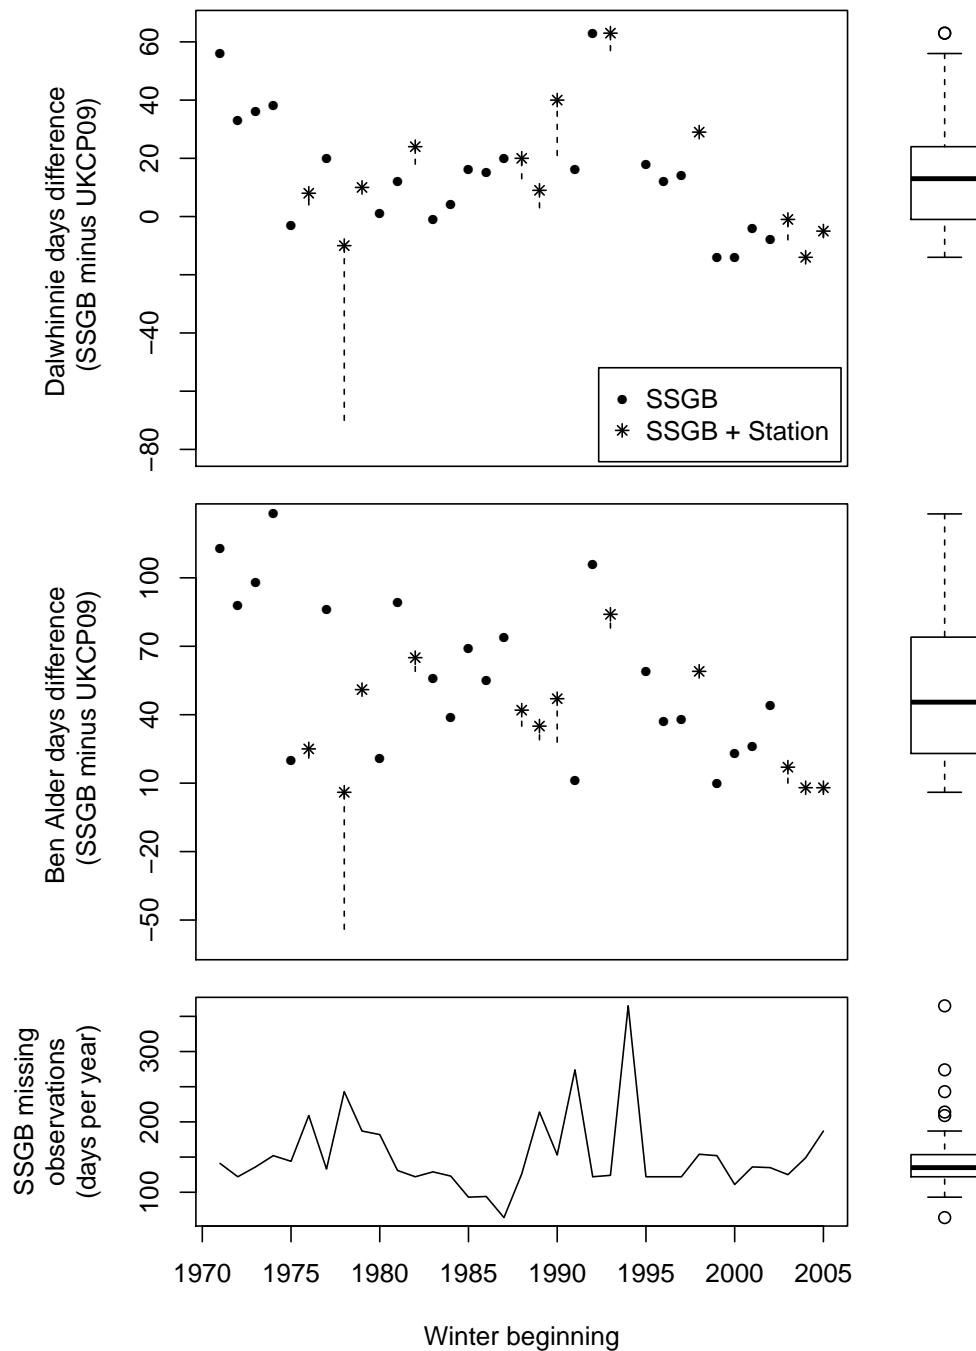 Dalwhinnie days difference
(SSGB minus UKCP09)
60
40
20
0
−40
−80
SSGB
SSGB + Station
Ben Alder days difference
(SSGB minus UKCP09)
100
70
40
10
−20
−50
SSGB missing
observations
(days per year)
300
200
100
1970 1975 1980 1985 1990 1995 2000 2005
Winter beginning